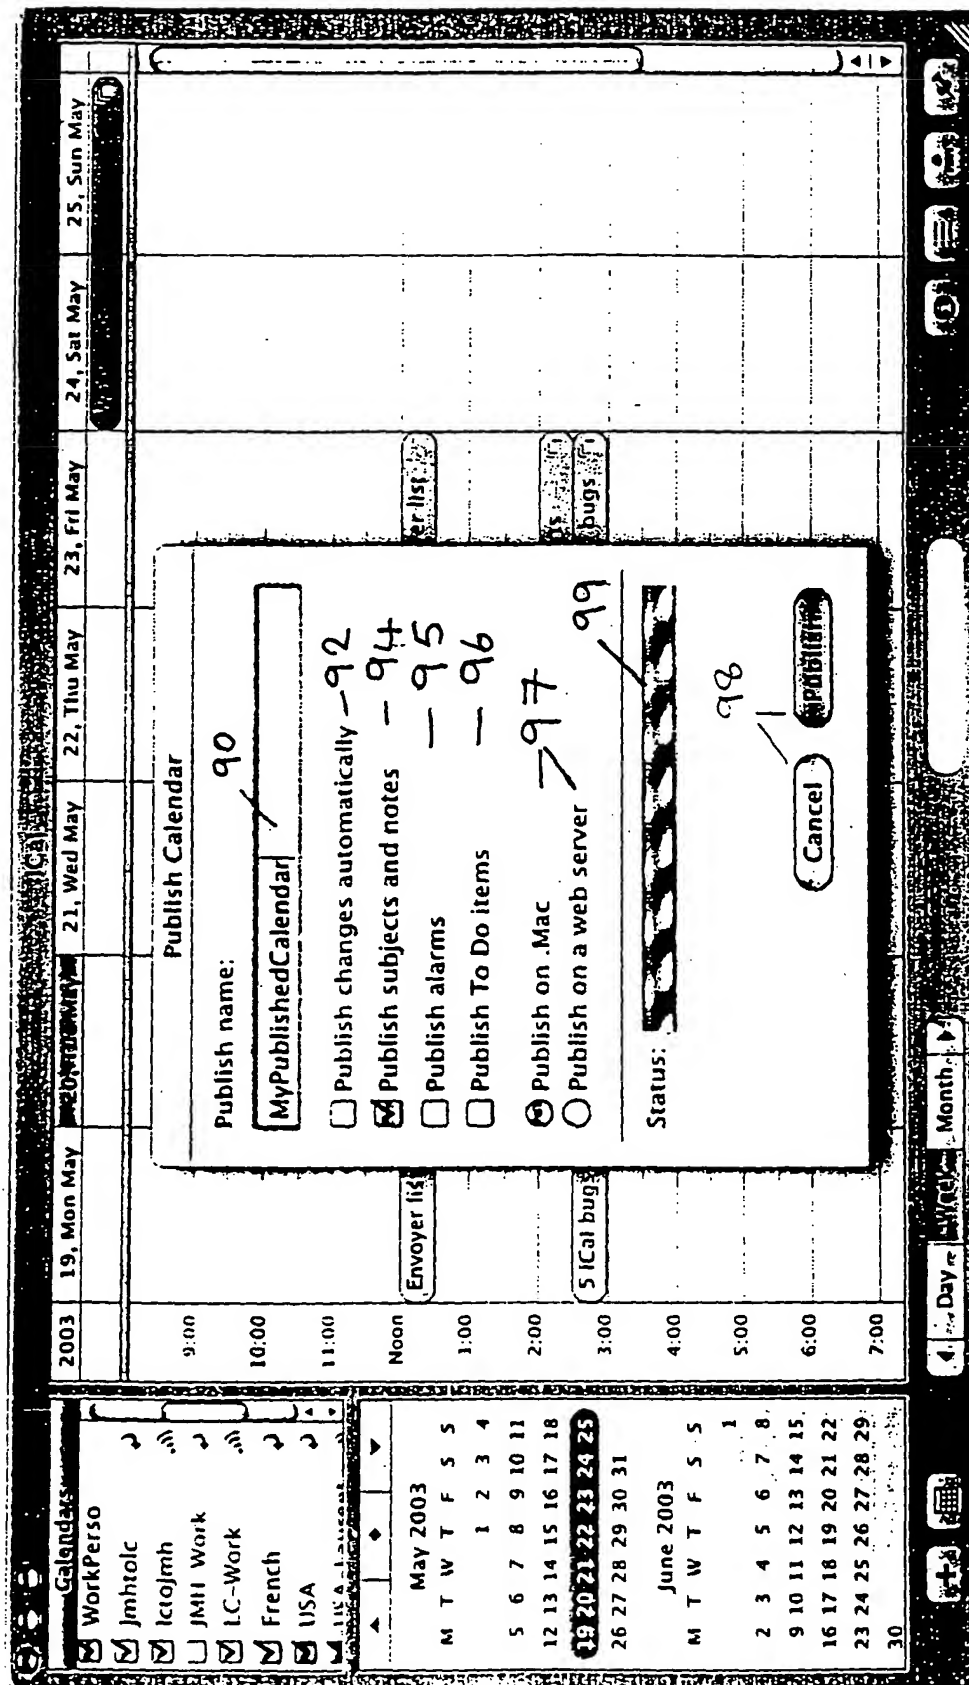 iCal
Calendars
WorkPerso
Jmhtolc
lctojmh
JMH Work
LC-Work
French
USA
May 2003
M T W T F S S
1 2 3 4
5 6 7 8 9 10 11
12 13 14 15 16 17 18
19 20 21 22 23 24 25
26 27 28 29 30 31
June 2003
M T W T F S S
1
2 3 4 5 6 7 8
9 10 11 12 13 14 15
16 17 18 19 20 21 22
23 24 25 26 27 28 29
30
2003
19, Mon May
21, Wed May
22, Thu May
23, Fri May
24, Sat May
25, Sun May
9:00
10:00
11:00
Noon
1:00
2:00
3:00
4:00
5:00
6:00
7:00
Envoyer lis
er list
5 iCal bugs
bugs
Publish Calendar
Publish name:
90
MyPublishedCalendar
Publish changes automatically — 92
Publish subjects and notes — 94
Publish alarms — 95
Publish To Do items — 96
Publish on .Mac
97
Publish on a web server
99
Status:
98
Cancel
Publish
Day
Week
Month